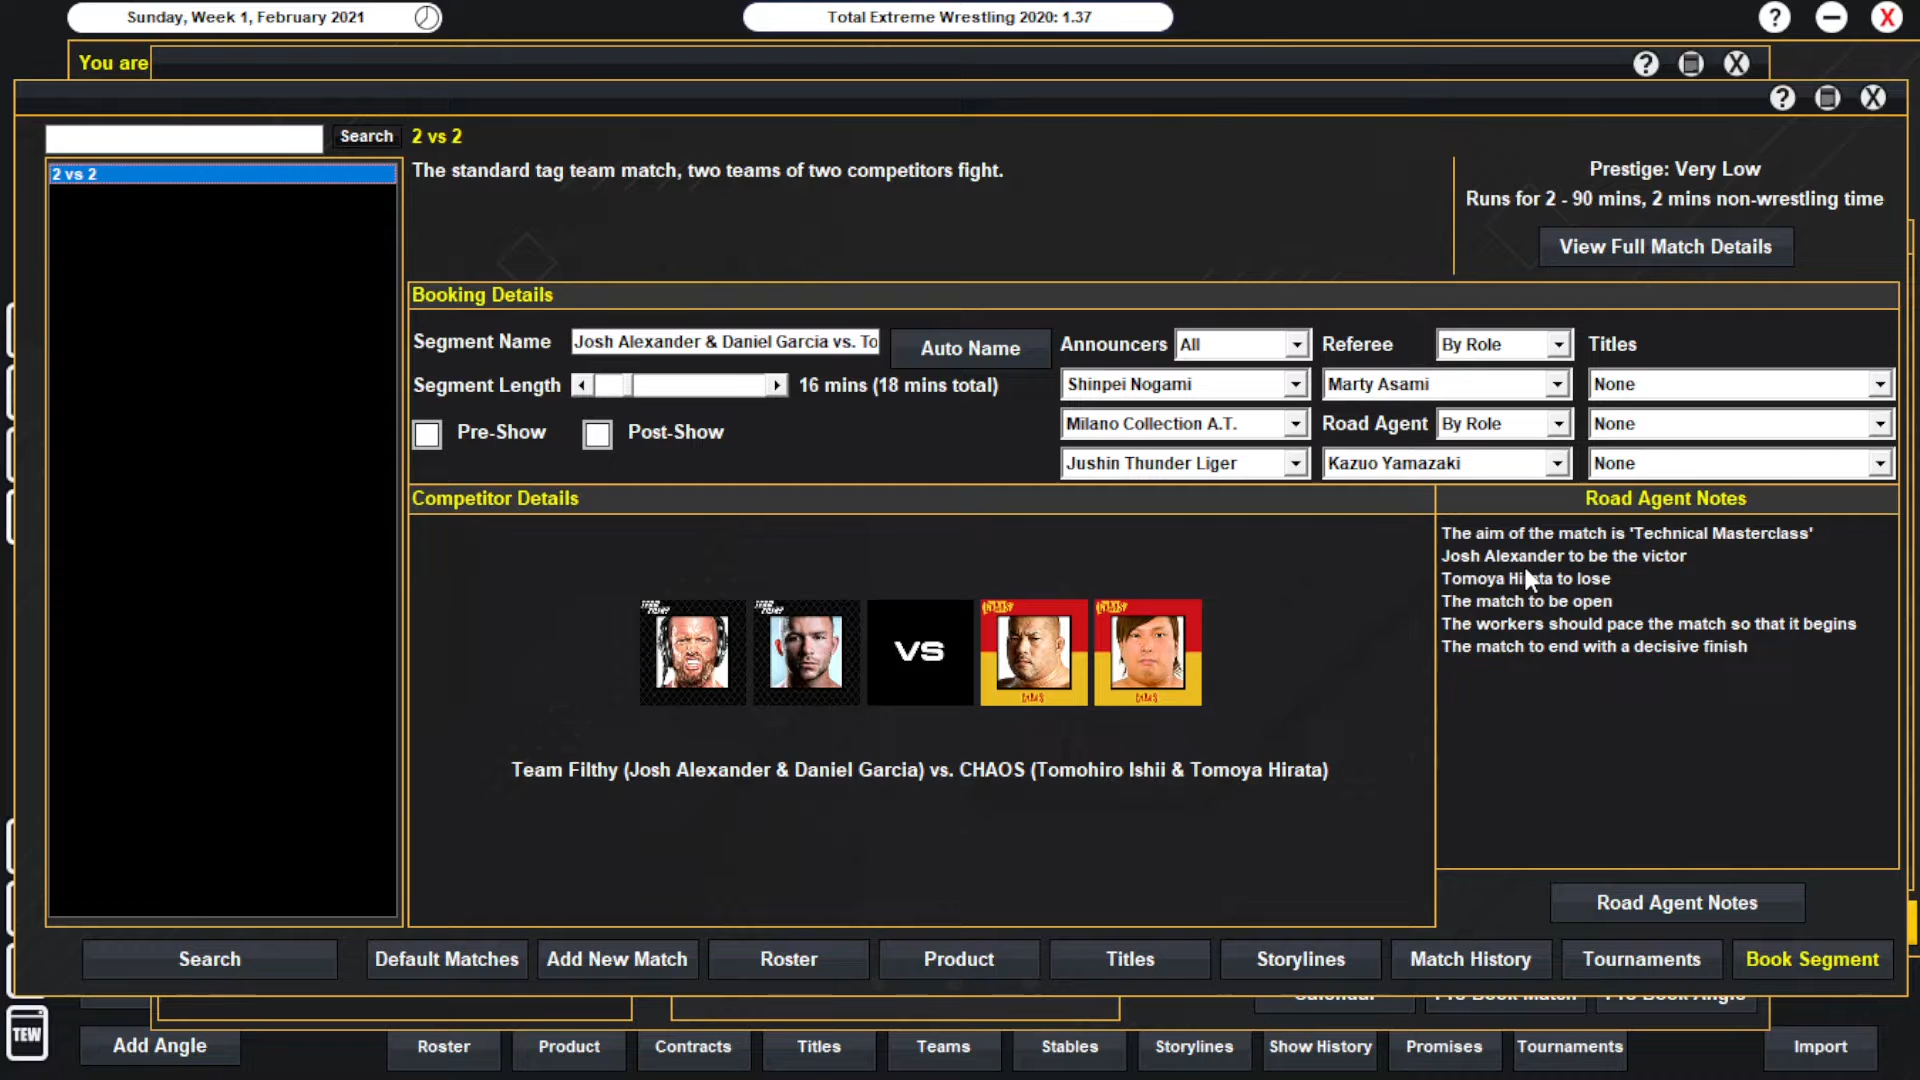 Sunday, Week 1, February 2021
Total Extreme Wrestling 2020: 1.37
You are
Search
2 vs 2
2 vs 2
The standard tag team match, two teams of two competitors fight.
Prestige: Very Low
Runs for 2 - 90 mins, 2 mins non-wrestling time
View Full Match Details
Booking Details
Segment Name
Josh Alexander & Daniel Garcia vs. To
Auto Name
Announcers
All
Referee
By Role
Titles
Segment Length
16 mins (18 mins total)
Shinpei Nogami
Marty Asami
None
Pre-Show
Post-Show
Milano Collection A.T.
Road Agent
By Role
None
Jushin Thunder Liger
Kazuo Yamazaki
None
Competitor Details
Road Agent Notes
The aim of the match is 'Technical Masterclass'
Josh Alexander to be the victor
Tomoya Hirata to lose
The match to be open
The workers should pace the match so that it begins
The match to end with a decisive finish
VS
Team Filthy (Josh Alexander & Daniel Garcia) vs. CHAOS (Tomohiro Ishii & Tomoya Hirata)
Road Agent Notes
Search
Default Matches
Add New Match
Roster
Product
Titles
Storylines
Match History
Tournaments
Book Segment
Calendar
Pre Book Match
Pre Book Angle
TEW
Add Angle
Roster
Product
Contracts
Titles
Teams
Stables
Storylines
Show History
Promises
Tournaments
Import